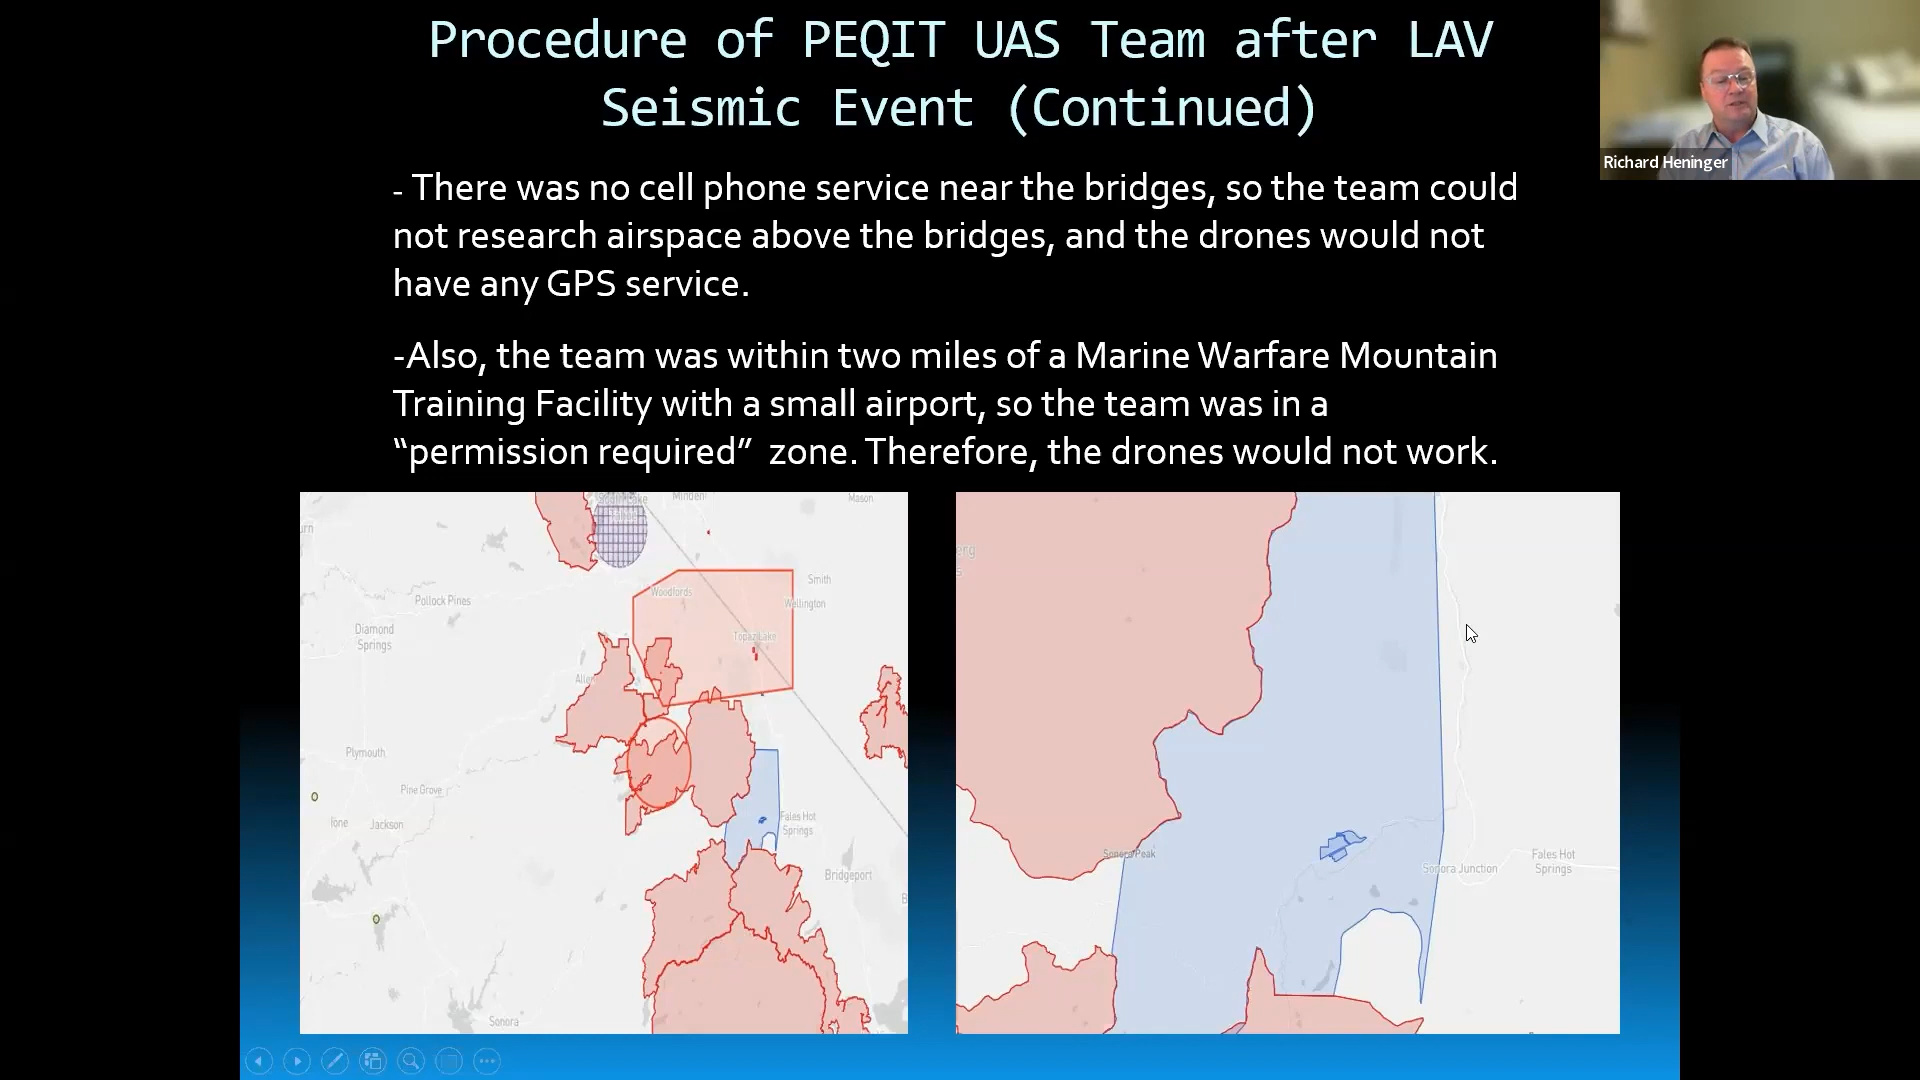 Procedure of PEQIT UAS Team after LAV
Seismic Event (Continued)
Richard Heninger
- There was no cell phone service near the bridges, so the team could
not research airspace above the bridges, and the drones would not
have any GPS service.
-Also, the team was within two miles of a Marine Warfare Mountain
Training Facility with a small airport, so the team was in a
“permission required” zone. Therefore, the drones would not work.
Minden
Mason
Smith
Woodfords
Wellington
Pollock Pines
Diamond
Springs
Topaz Lake
Plymouth
Pine Grove
Ione
Jackson
Fales Hot
Springs
Bridgeport
Sonora
Sonora Peak
Sonora Junction
Fales Hot
Springs